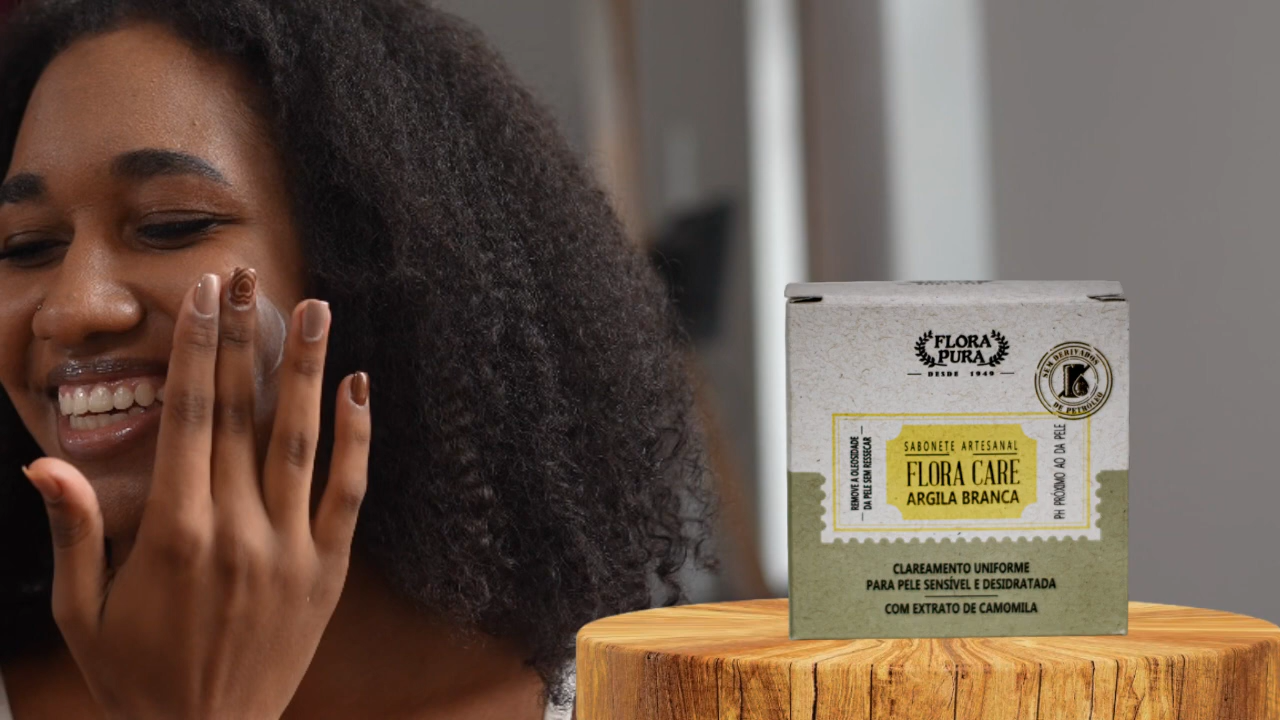 FLORA
PURA
DESDE 1940
SEM DERIVADOS
DE PETRÓLEO
REMOVE A OLEOSIDADE
DA PELE SEM RESSECAR
SABONETE ARTESANAL
FLORA CARE
ARGILA BRANCA
PH PRÓXIMO AO DA PELE
CLAREAMENTO UNIFORME
PARA PELE SENSÍVEL E DESIDRATADA
COM EXTRATO DE CAMOMILA